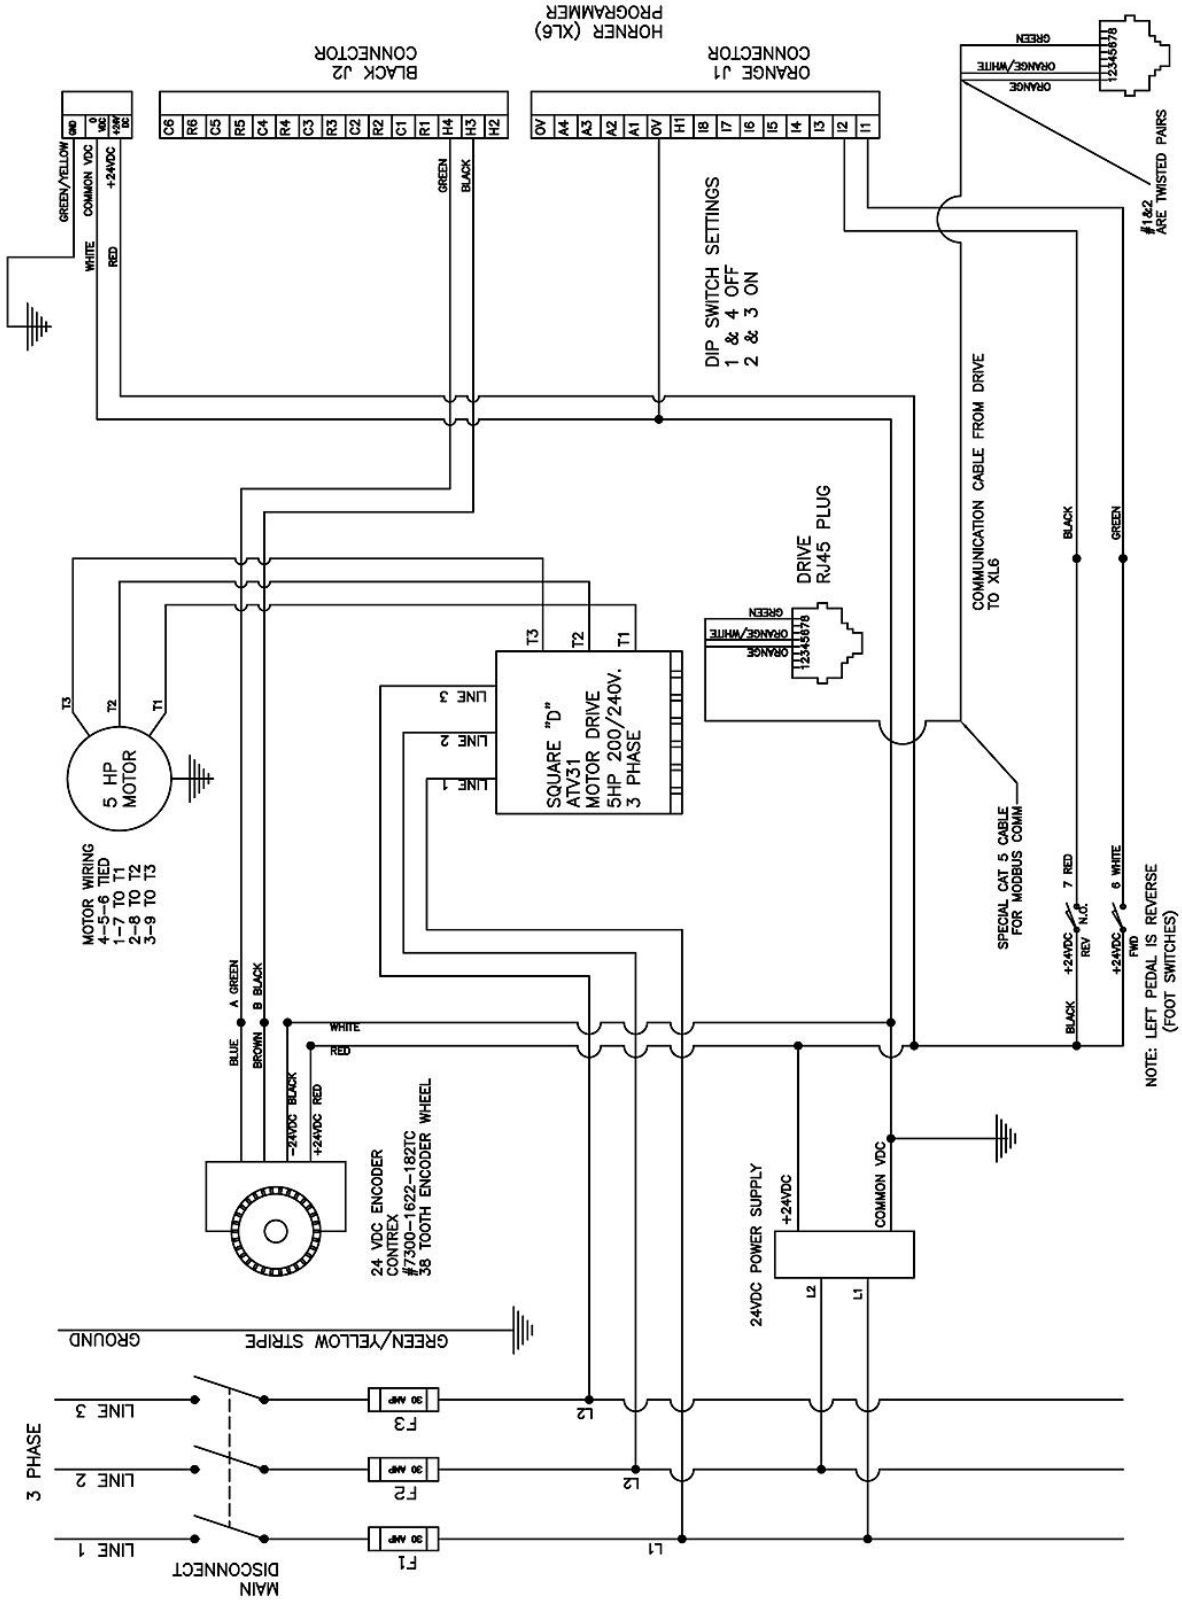 HORNER (XL6)
PROGRAMMER
BLACK J2
CONNECTOR
ORANGE J1
CONNECTOR
GND
0
VDC
+24V
DC
C6
R6
C5
R5
C4
R4
C3
R3
C2
R2
C1
R1
H4
H3
H2
0V
A4
A3
A2
A1
0V
H1
I8
I7
I6
I5
I4
I3
I2
I1
GREEN
ORANGE/WHITE
ORANGE
12345678
#1&2
ARE TWISTED PAIRS
GREEN/YELLOW
COMMON VDC
+24VDC
WHITE
RED
GREEN
BLACK
DIP SWITCH SETTINGS
1 & 4 OFF
2 & 3 ON
COMMUNICATION CABLE FROM DRIVE
TO XL6
BLACK
GREEN
DRIVE
RJ45 PLUG
GREEN
ORANGE/WHITE
ORANGE
12345678
T3
T2
T1
5 HP
MOTOR
MOTOR WIRING
4-5-6 TIED
1-7 TO T1
2-8 TO T2
3-9 TO T3
T3
T2
T1
LINE 3
LINE 2
LINE 1
SQUARE "D"
ATV31
MOTOR DRIVE
5HP 200/240V.
3 PHASE
SPECIAL CAT 5 CABLE
FOR MODBUS COMM
7 RED
N.O.
+24VDC
REV
BLACK
6 WHITE
+24VDC
FWD
NOTE: LEFT PEDAL IS REVERSE
(FOOT SWITCHES)
A GREEN
B BLACK
BLUE
BROWN
WHITE
RED
-24VDC BLACK
+24VDC RED
24 VDC ENCODER
CONTREX
#7300-1622-182TC
38 TOOTH ENCODER WHEEL
24VDC POWER SUPPLY
+24VDC
COMMON VDC
L2
L1
GROUND
GREEN/YELLOW STRIPE
3 PHASE
LINE 3
LINE 2
LINE 1
MAIN
DISCONNECT
30 AMP
F3
30 AMP
F2
30 AMP
F1
L2
L2
L1